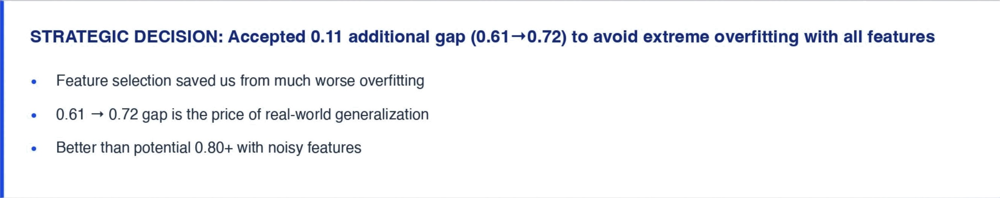 STRATEGIC DECISION: Accepted 0.11 additional gap (0.61→0.72) to avoid extreme overfitting with all features
• Feature selection saved us from much worse overfitting
• 0.61 → 0.72 gap is the price of real-world generalization
• Better than potential 0.80+ with noisy features